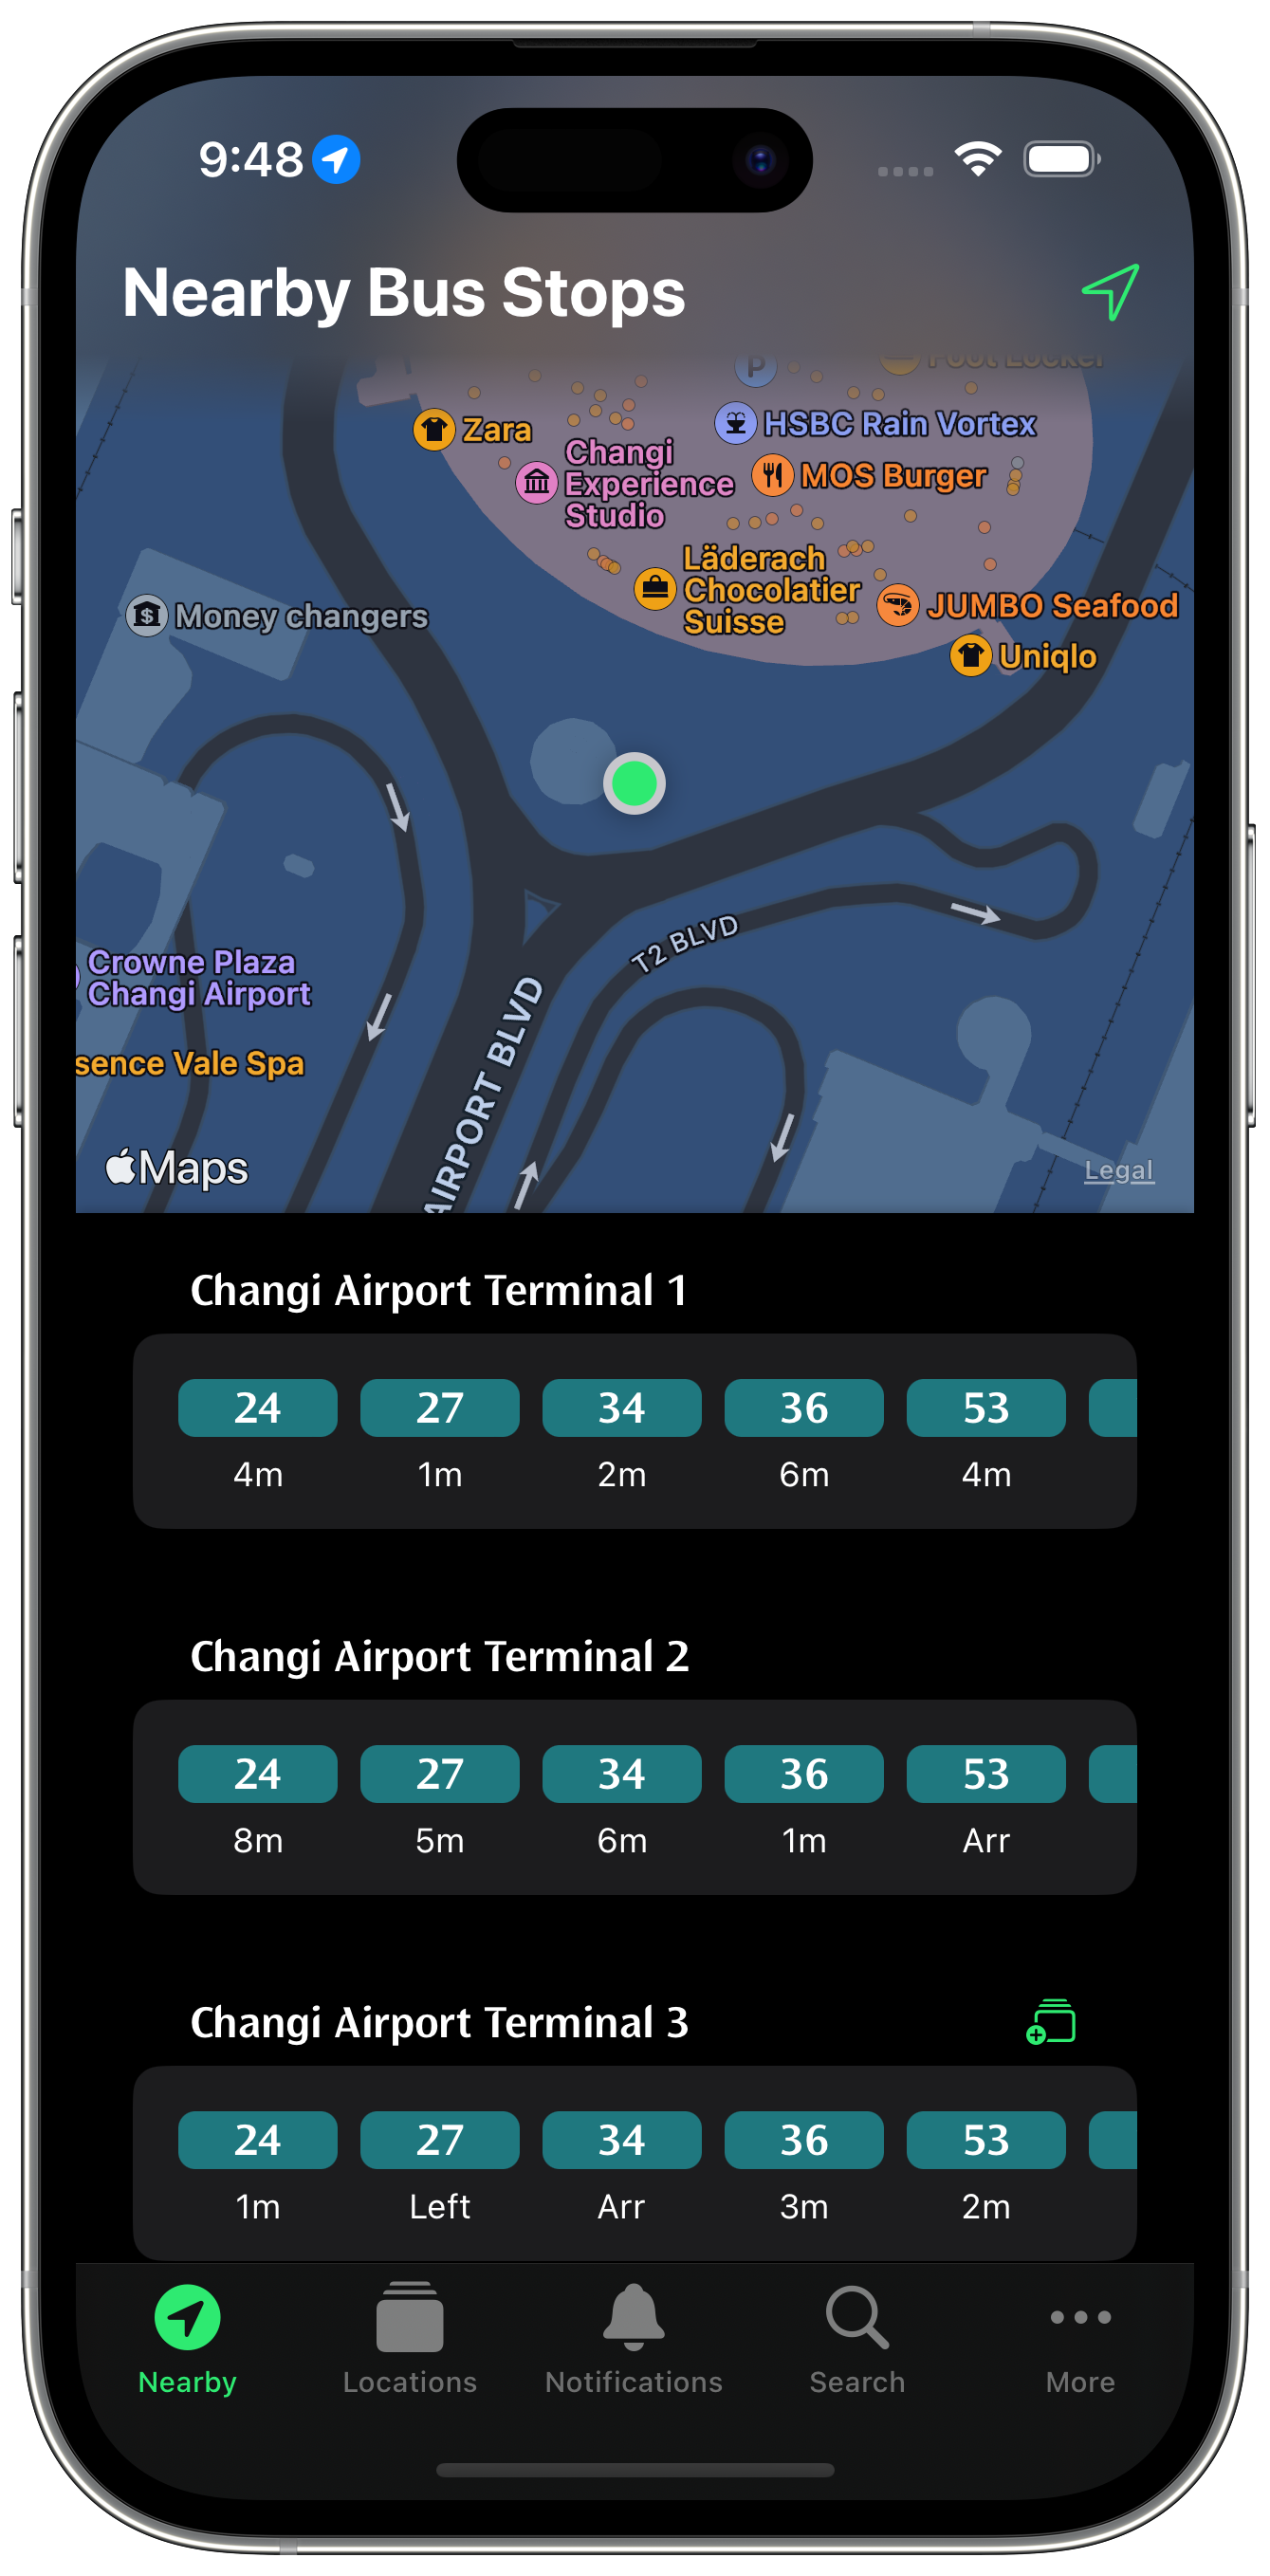 9:48
Nearby Bus Stops
P
Foot Locker
Zara
HSBC Rain Vortex
Changi
Experience
Studio
MOS Burger
Läderach
Chocolatier
Suisse
Money changers
JUMBO Seafood
Uniqlo
T2 BLVD
Crowne Plaza
Changi Airport
AIRPORT BLVD
sence Vale Spa
Maps
Legal
Changi Airport Terminal 1
24 27 34 36 53
4m 1m 2m 6m 4m
Changi Airport Terminal 2
24 27 34 36 53
8m 5m 6m 1m Arr
Changi Airport Terminal 3
24 27 34 36 53
1m Left Arr 3m 2m
Nearby Locations Notifications Search More